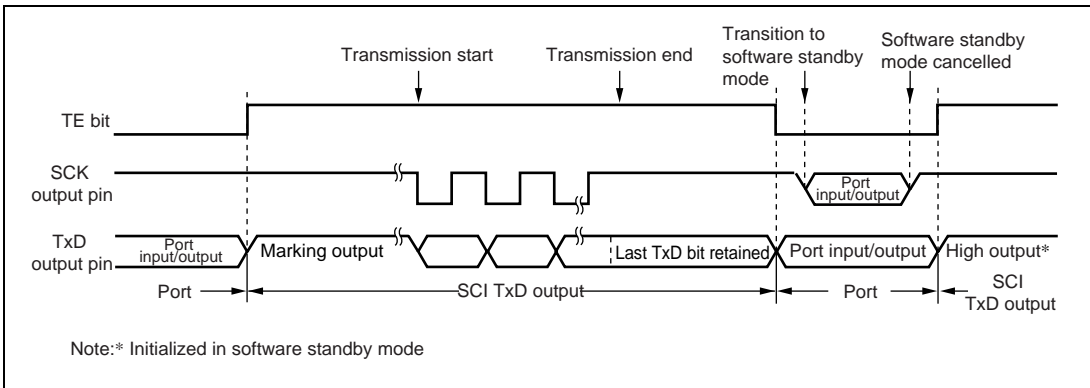 Transmission start
Transmission end
Transition to
software standby
mode
Software standby
mode cancelled
TE bit
SCK
output pin
Port
input/output
TxD
output pin
Port
input/output
Marking output
Last TxD bit retained
Port input/output
High output*
Port
SCI TxD output
Port
SCI
TxD output
Note:* Initialized in software standby mode